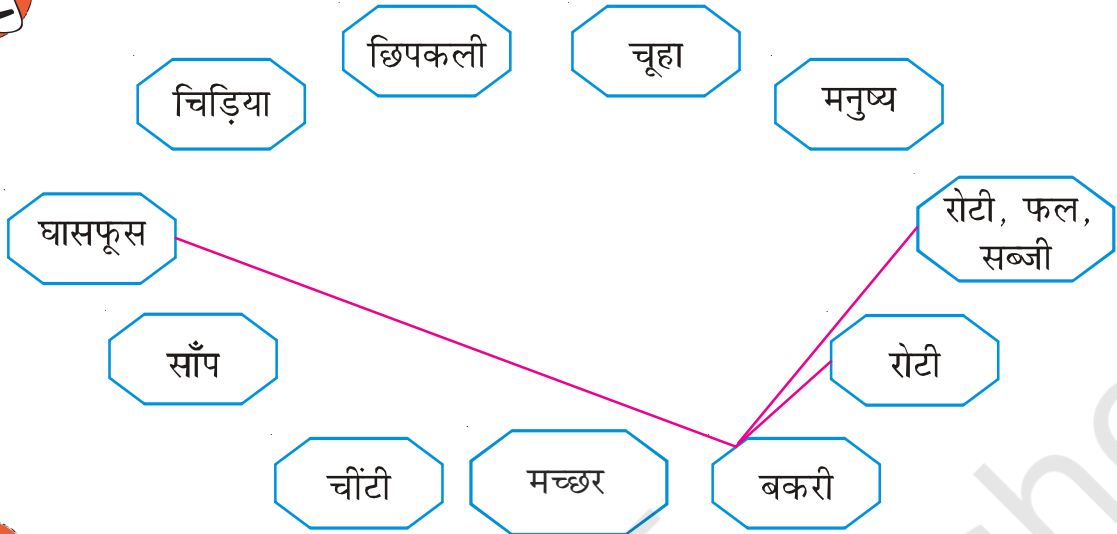 छिपकली
चूहा
चिड़िया
मनुष्य
घासफूस
रोटी, फल,
सब्जी
साँप
रोटी
चींटी
मच्छर
बकरी